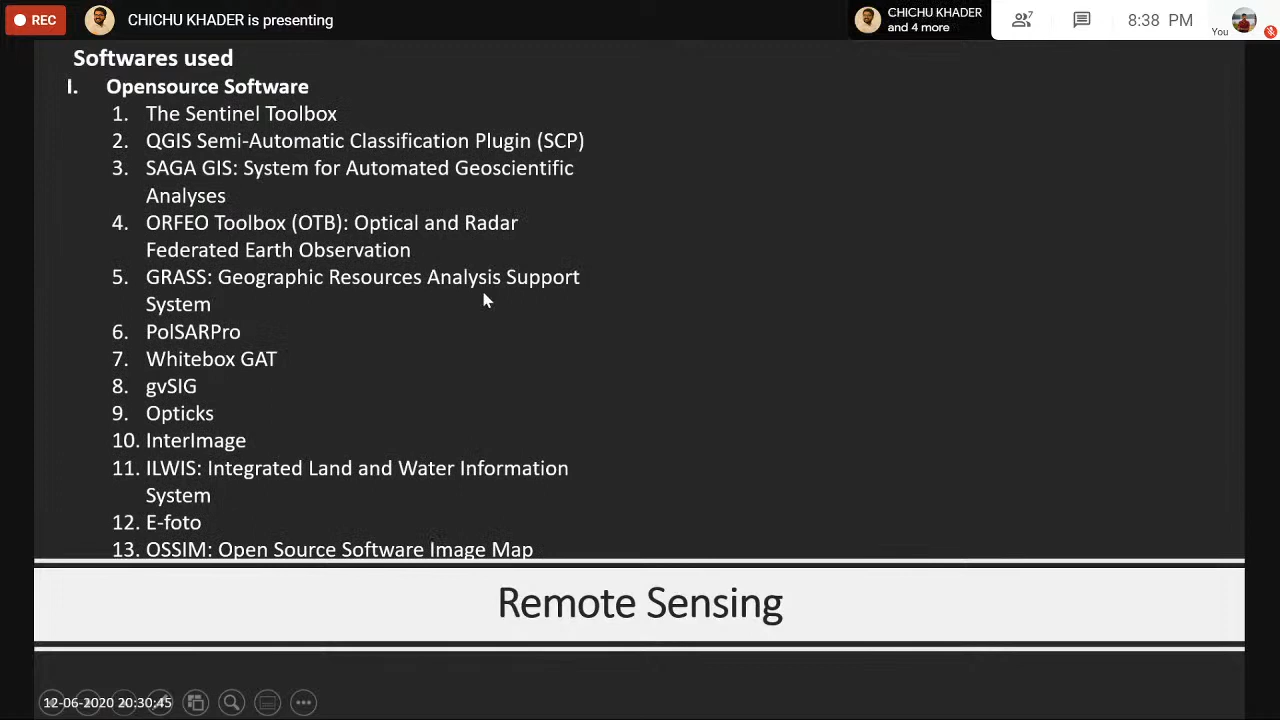 REC
CHICHU KHADER is presenting
CHICHU KHADER
and 4 more
7
8:38 PM
You
Softwares used
I. Opensource Software
1. The Sentinel Toolbox
2. QGIS Semi-Automatic Classification Plugin (SCP)
3. SAGA GIS: System for Automated Geoscientific
Analyses
4. ORFEO Toolbox (OTB): Optical and Radar
Federated Earth Observation
5. GRASS: Geographic Resources Analysis Support
System
6. PolSARPro
7. Whitebox GAT
8. gvSIG
9. Opticks
10. InterImage
11. ILWIS: Integrated Land and Water Information
System
12. E-foto
13. OSSIM: Open Source Software Image Map
Remote Sensing
12-06-2020 20:30:45